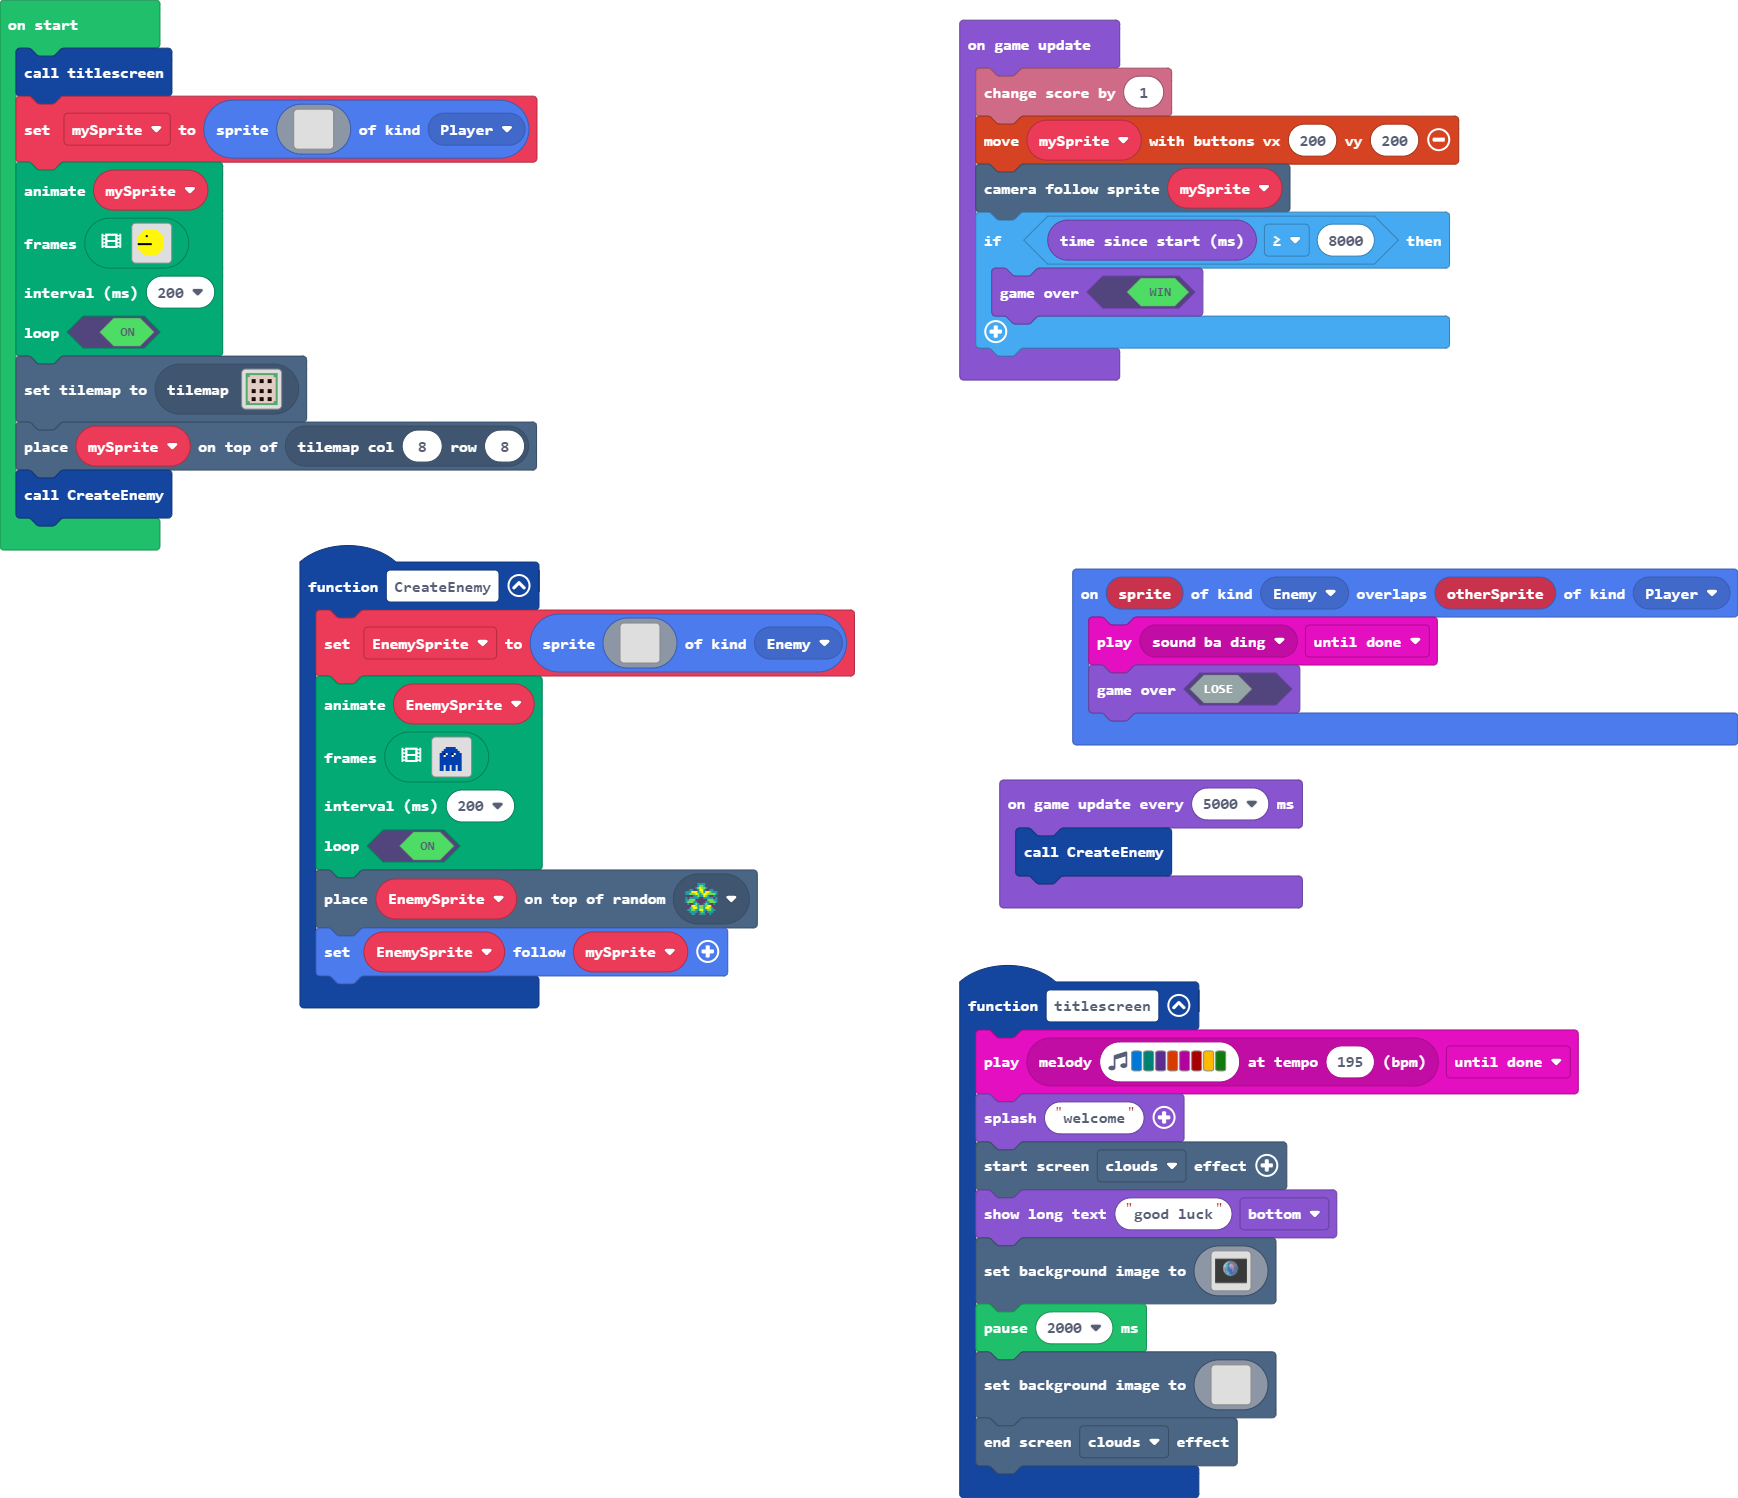 on start
call titlescreen
set mySprite to sprite of kind Player
animate mySprite
frames
interval (ms) 200
loop ON
set tilemap to tilemap
place mySprite on top of tilemap col 8 row 8
call CreateEnemy
function CreateEnemy
set EnemySprite to sprite of kind Enemy
animate EnemySprite
frames
interval (ms) 200
loop ON
place EnemySprite on top of random
set EnemySprite follow mySprite
on game update
change score by 1
move mySprite with buttons vx 200 vy 200
camera follow sprite mySprite
if time since start (ms) ≥ 8000 then
game over WIN
on sprite of kind Enemy overlaps otherSprite of kind Player
play sound ba ding until done
game over LOSE
on game update every 5000 ms
call CreateEnemy
function titlescreen
play melody at tempo 195 (bpm) until done
splash "welcome"
start screen clouds effect
show long text "good luck" bottom
set background image to
pause 2000 ms
set background image to
end screen clouds effect